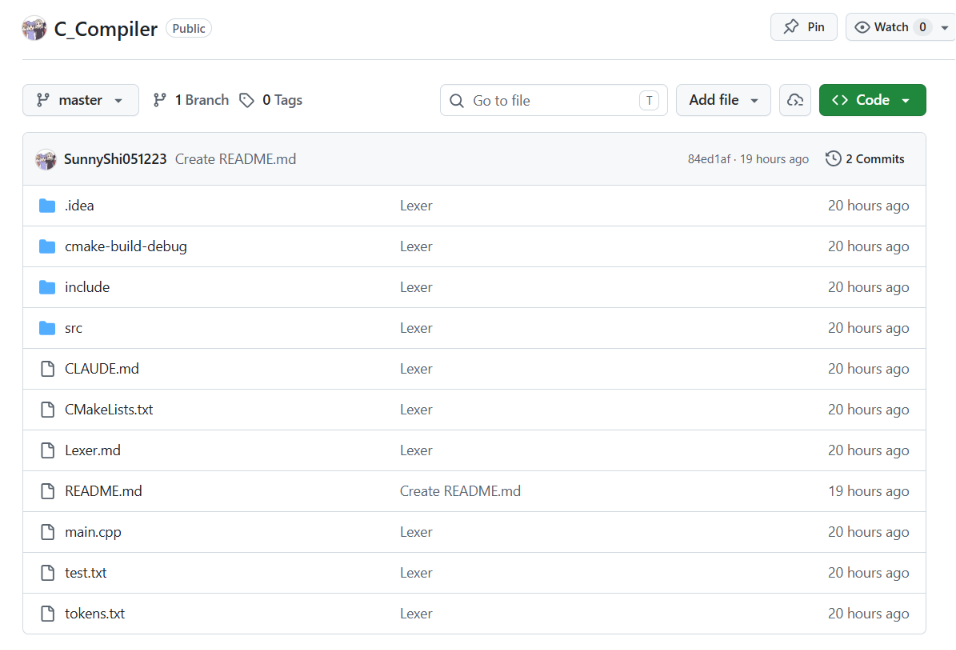 C_Compiler Public Pin Watch 0
master 1 Branch 0 Tags Go to file T Add file Code
SunnyShi051223 Create README.md 84ed1af · 19 hours ago 2 Commits
.idea Lexer 20 hours ago
cmake-build-debug Lexer 20 hours ago
include Lexer 20 hours ago
src Lexer 20 hours ago
CLAUDE.md Lexer 20 hours ago
CMakeLists.txt Lexer 20 hours ago
Lexer.md Lexer 20 hours ago
README.md Create README.md 19 hours ago
main.cpp Lexer 20 hours ago
test.txt Lexer 20 hours ago
tokens.txt Lexer 20 hours ago